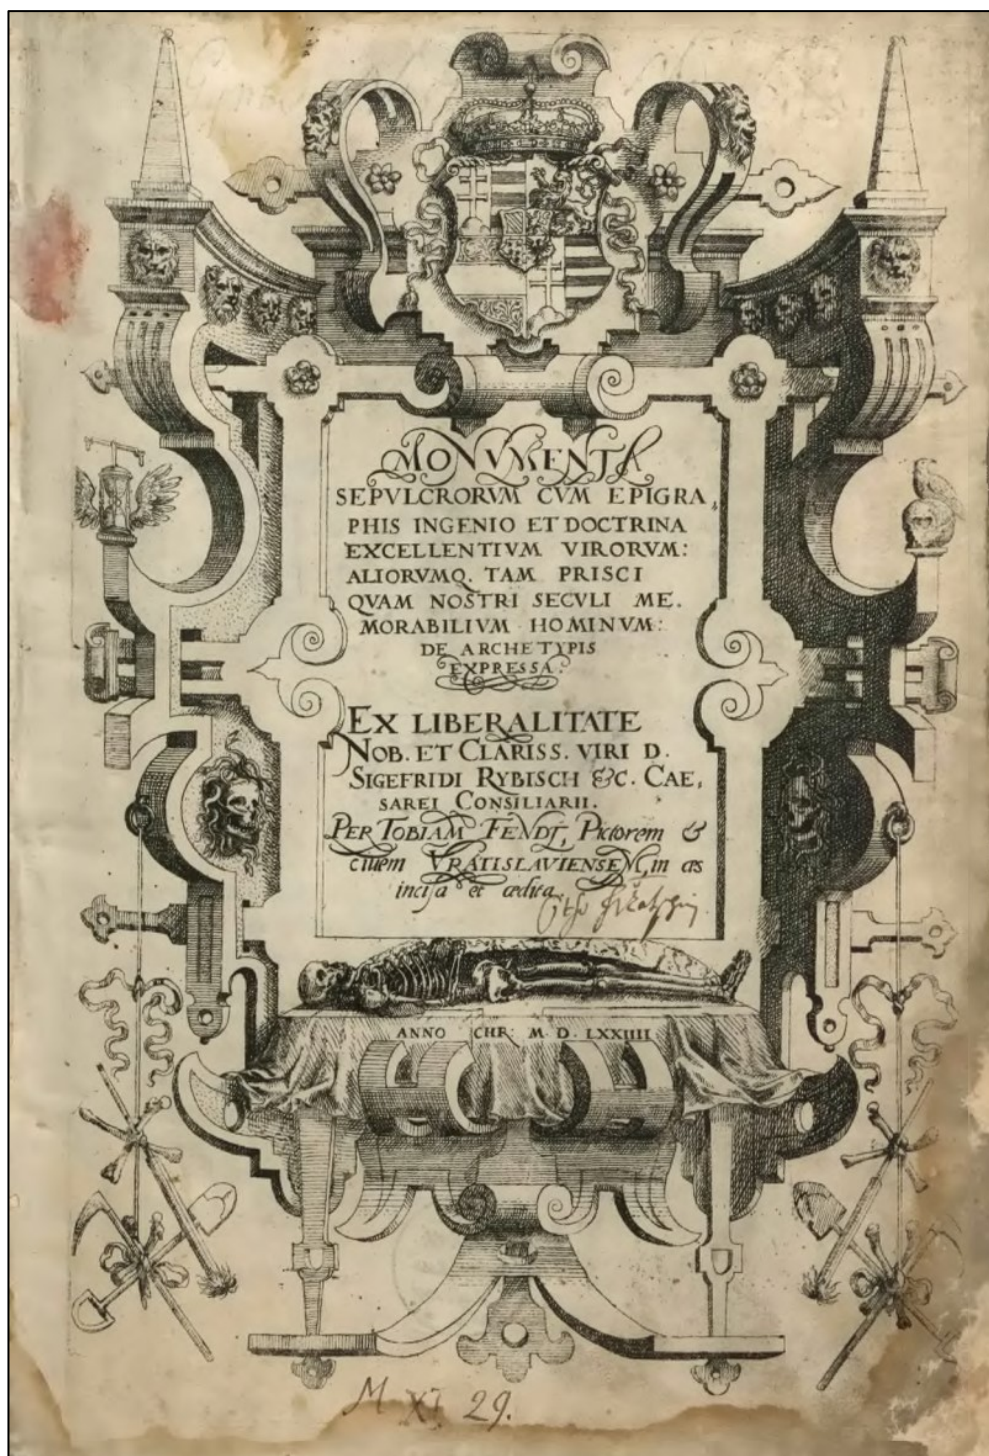 MONVMENTA
SEPVLCRORVM CVM EPIGRA,
PHIS INGENIO ET DOCTRINA
EXCELLENTIVM VIRORVM:
ALIORVMQ. TAM PRISCI
QVAM NOSTRI SECVLI ME.
MORABILIVM HOMINVM:
DE ARCHETYPIS
EXPRESSA.
EX LIBERALITATE
NOB. ET CLARISS. VIRI D.
SIGEFRIDI RYBISCH &C. CAE,
SAREI CONSILIARII.
PER TOBIAM FENDT, Pictorem &
ciuem VRATISLAVIENSEM, in æs
incisa et ædita.
ANNO CHR: M D. LXXIIII
M XI 29.